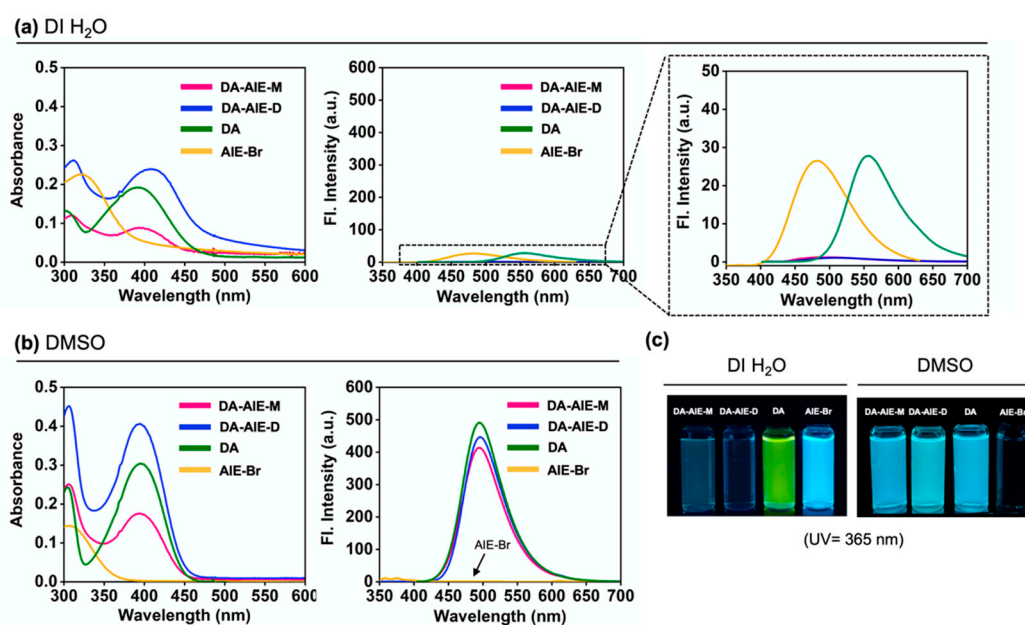 (a) DI H₂O
0.5
0.4
0.3
0.2
0.1
0.0
300 350 400 450 500 550 600
Absorbance
Wavelength (nm)
DA-AIE-M
DA-AIE-D
DA
AIE-Br
600
500
400
300
200
100
0
350 400 450 500 550 600 650 700
Fl. Intensity (a.u.)
Wavelength (nm)
DA-AIE-M
DA-AIE-D
DA
AIE-Br
50
40
30
20
10
0
350 400 450 500 550 600 650 700
Fl. Intensity (a.u.)
Wavelength (nm)
(b) DMSO
0.5
0.4
0.3
0.2
0.1
0.0
300 350 400 450 500 550 600
Absorbance
Wavelength (nm)
DA-AIE-M
DA-AIE-D
DA
AIE-Br
600
500
400
300
200
100
0
350 400 450 500 550 600 650 700
Fl. Intensity (a.u.)
Wavelength (nm)
DA-AIE-M
DA-AIE-D
DA
AIE-Br
AIE-Br
(c)
DI H₂O DMSO
DA-AIE-M DA-AIE-D DA AIE-Br DA-AIE-M DA-AIE-D DA AIE-Br
(UV= 365 nm)